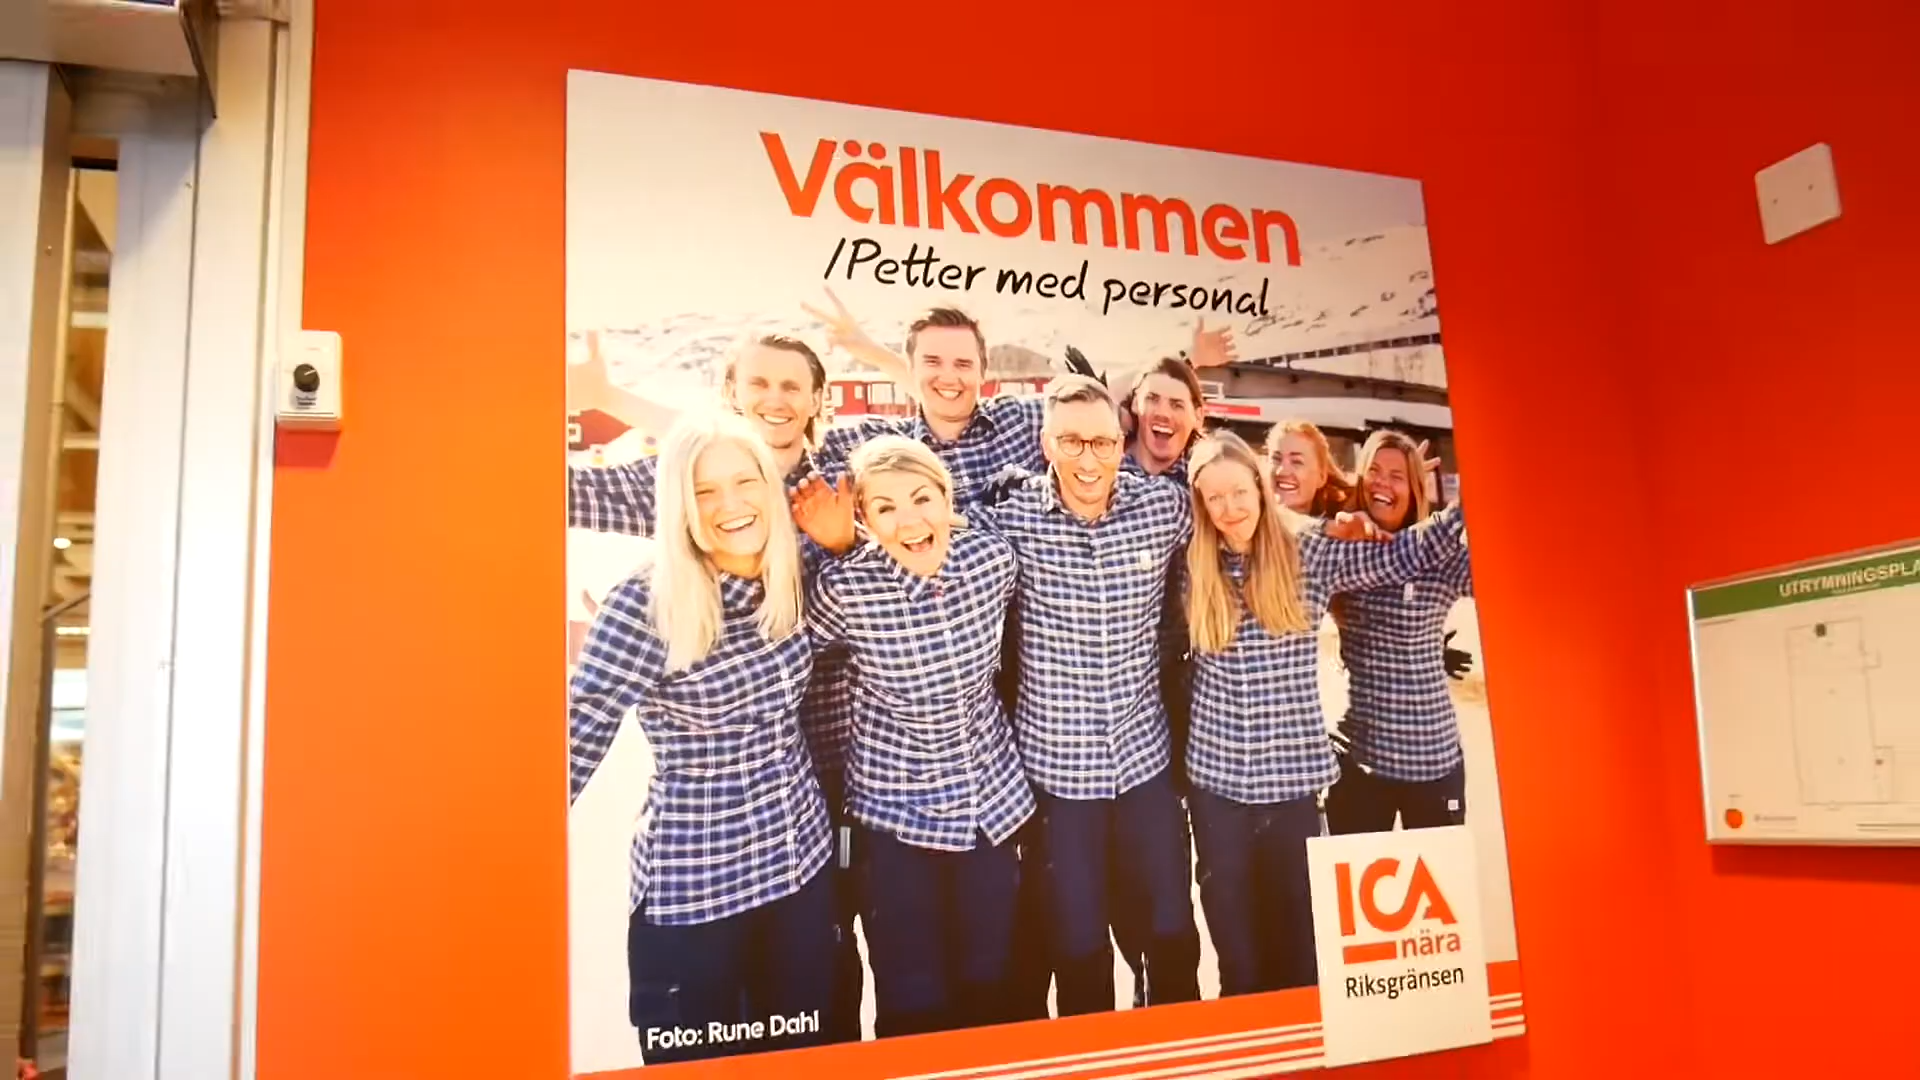 Välkommen
/Petter med personal
UTRYMNINGSPLA
ICA
nära
Riksgränsen
Foto: Rune Dahl